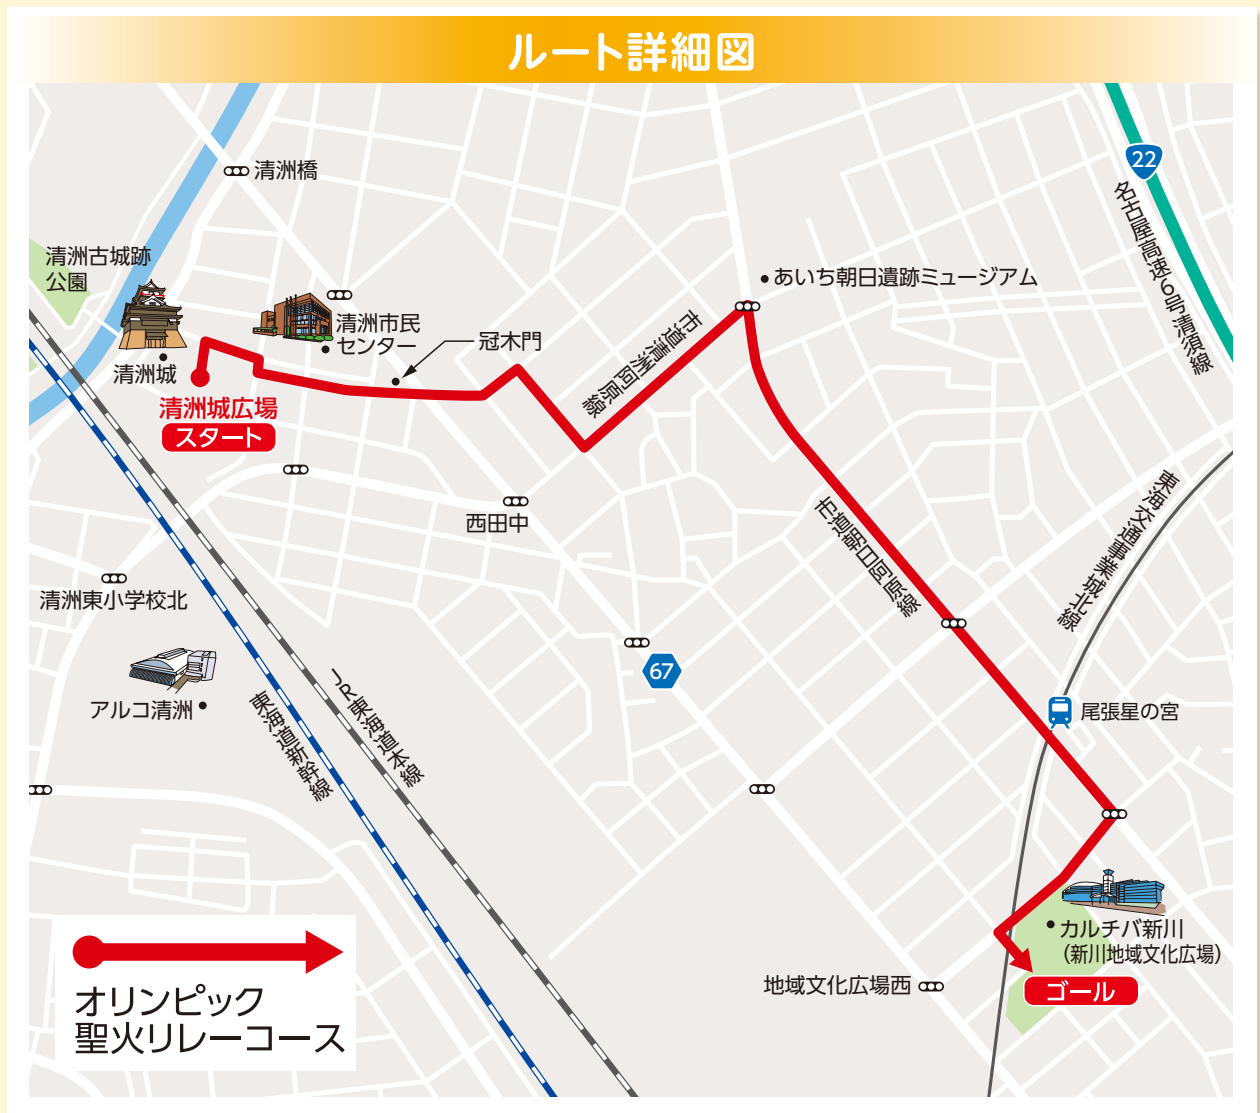 ルート詳細図
22
清洲橋
名古屋高速6号清須線
清洲古城跡
公園
あいち朝日遺跡ミュージアム
清洲市民
センター
冠木門
市道清洲阿原線
清洲城
清洲城広場
スタート
東海交通事業城北線
市道朝日阿原線
西田中
清洲東小学校北
67
JR東海道本線
東海道新幹線
アルコ清洲
尾張星の宮
カルチバ新川
(新川地域文化広場)
地域文化広場西
ゴール
オリンピック
聖火リレーコース